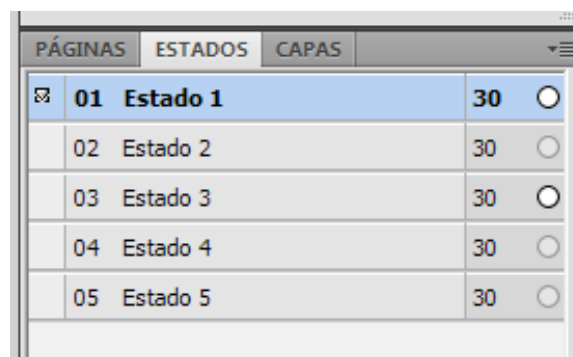 PÁGINAS ESTADOS CAPAS
01 Estado 1 30
02 Estado 2 30
03 Estado 3 30
04 Estado 4 30
05 Estado 5 30